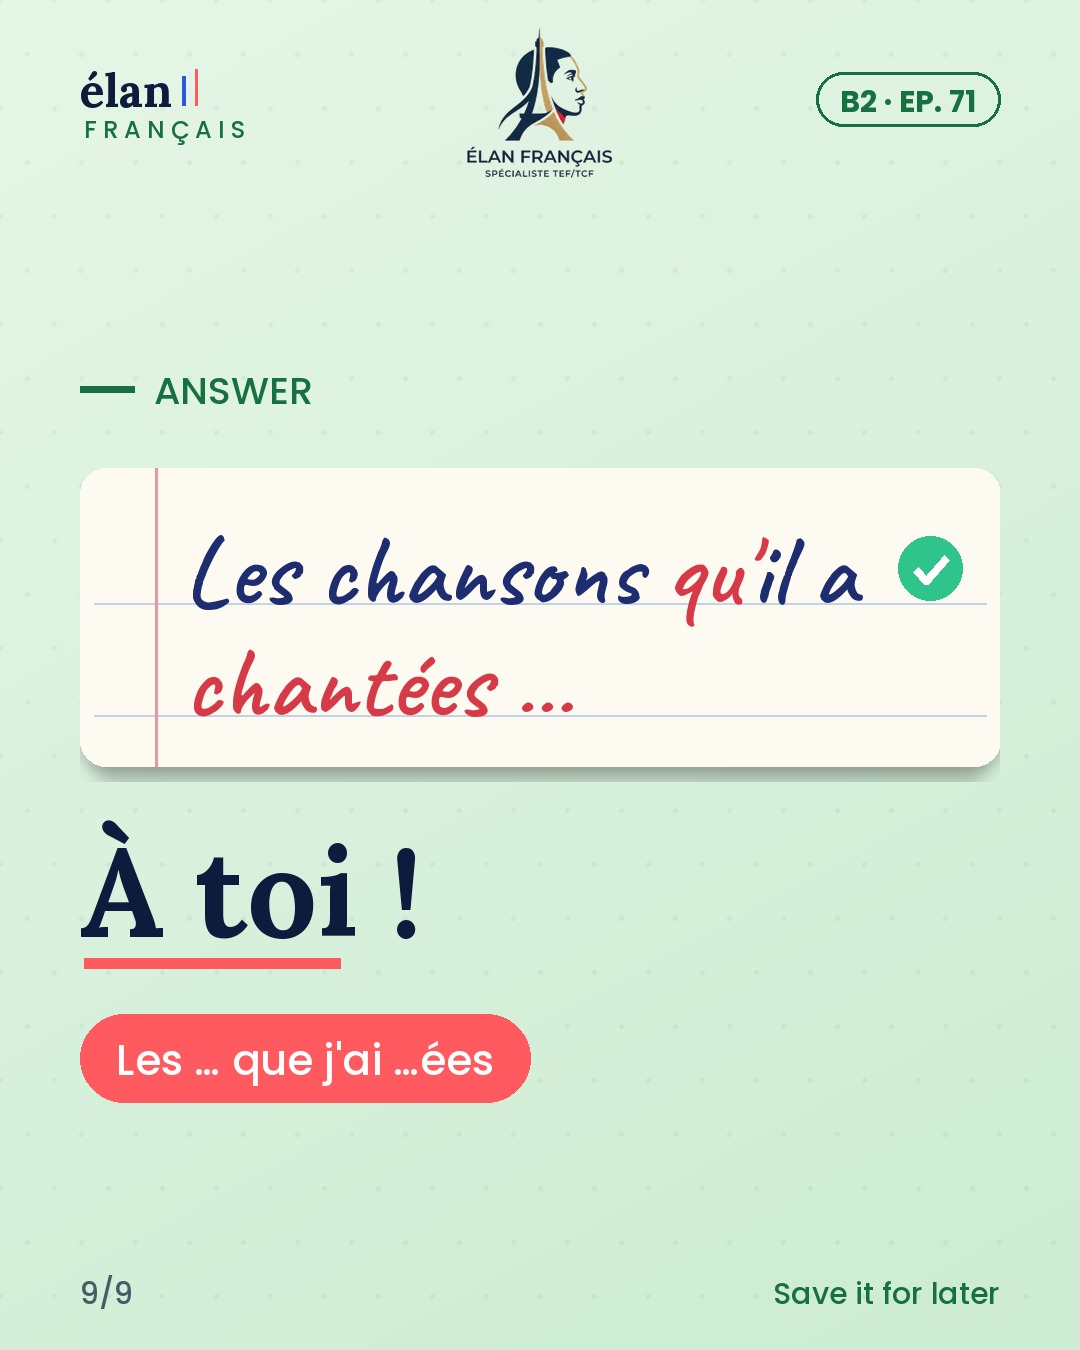 élan
FRANÇAIS
ÉLAN FRANÇAIS
SPÉCIALISTE TEF/TCF
B2 · EP. 71
ANSWER
Les chansons qu'il a
chantées ...
À toi !
Les ... que j'ai ...ées
9/9
Save it for later